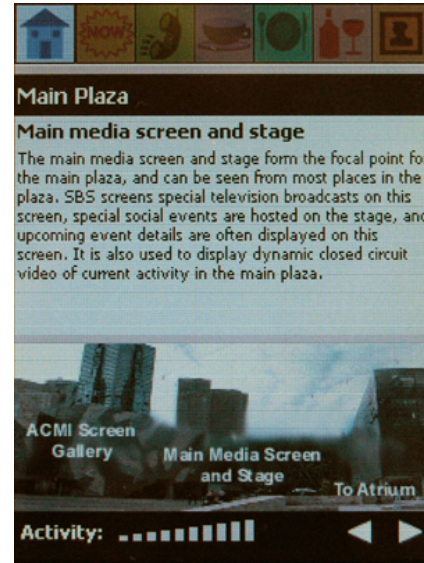 NOW
Main Plaza
Main media screen and stage
The main media screen and stage form the focal point fo
the main plaza, and can be seen from most places in the
plaza. SBS screens special television broadcasts on this
screen, special social events are hosted on the stage, and
upcoming event details are often displayed on this
screen. It is also used to display dynamic closed circuit
video of current activity in the main plaza.
ACMI Screen
Gallery
Main Media Screen
and Stage
To Atrium
Activity: